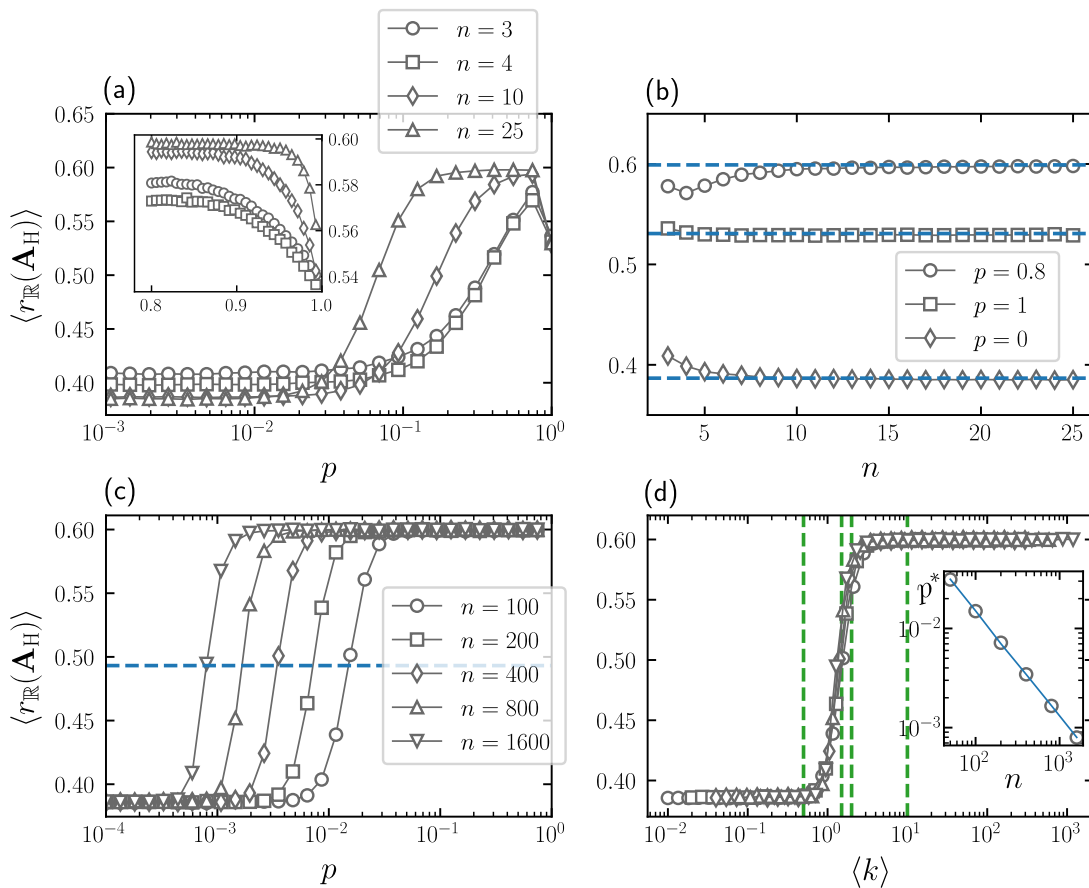 (a)
n = 3
n = 4
n = 10
n = 25
⟨r_ℝ(A_H)⟩
0.65
0.60
0.55
0.50
0.45
0.40
10^{-3}
10^{-2}
10^{-1}
10^{0}
p
0.60
0.58
0.56
0.54
0.8
0.9
1.0
(b)
0.6
0.5
0.4
5
10
15
20
25
n
p = 0.8
p = 1
p = 0
(c)
⟨r_ℝ(A_H)⟩
0.60
0.55
0.50
0.45
0.40
10^{-4}
10^{-3}
10^{-2}
10^{-1}
10^{0}
p
n = 100
n = 200
n = 400
n = 800
n = 1600
(d)
0.60
0.55
0.50
0.45
0.40
10^{-2}
10^{-1}
10^{0}
10^{1}
10^{2}
10^{3}
⟨k⟩
p*
10^{-2}
10^{-3}
10^{2}
10^{3}
n